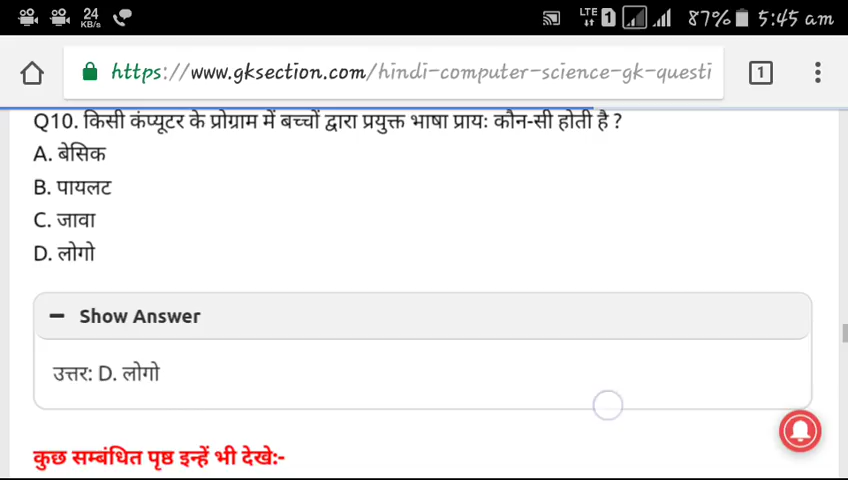 24
KB/s
LTE
1
87%
5:45 am
https://www.gksection.com/hindi-computer-science-gk-questi
1
Q10. किसी कंप्यूटर के प्रोग्राम में बच्चों द्वारा प्रयुक्त भाषा प्रायः कौन-सी होती है ?
A. बेसिक
B. पायलट
C. जावा
D. लोगो
Show Answer
उत्तर: D. लोगो
कुछ सम्बंधित पृष्ठ इन्हें भी देखे:-